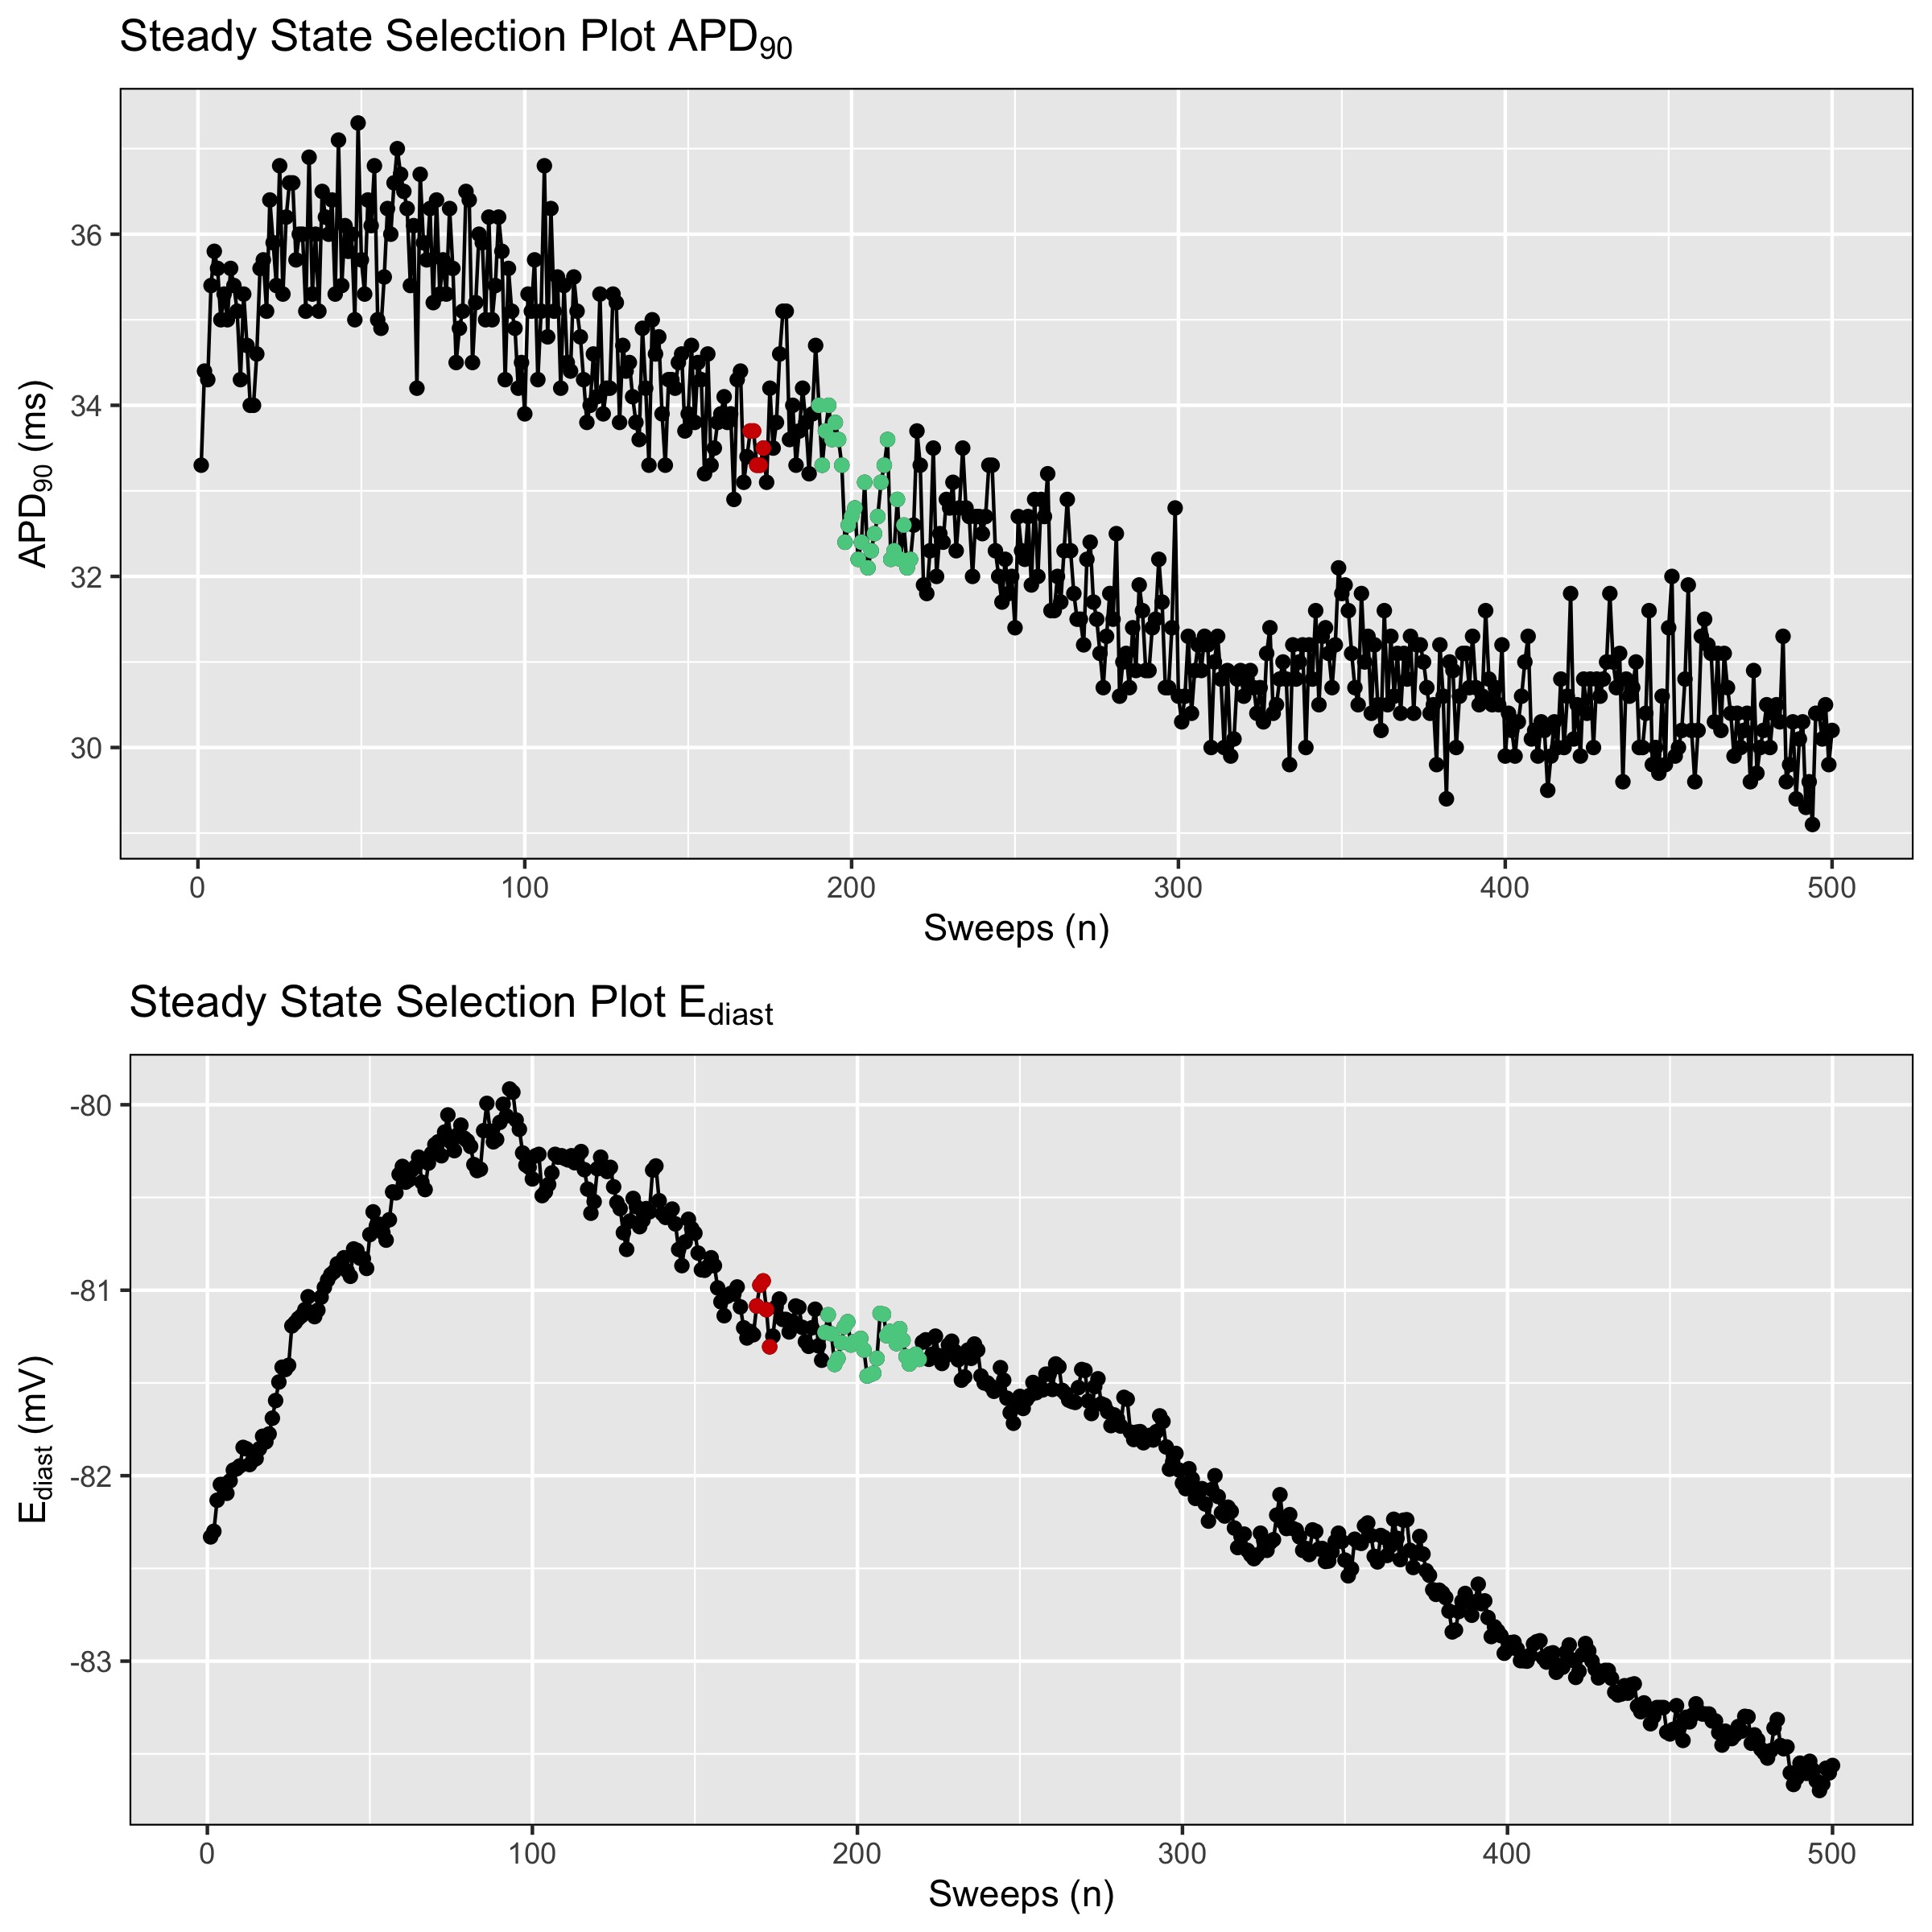 Steady State Selection Plot APD90
36
34
32
30
APD90 (ms)
0 100 200 300 400 500
Sweeps (n)
Steady State Selection Plot Ediast
-80
-81
-82
-83
Ediast (mV)
0 100 200 300 400 500
Sweeps (n)